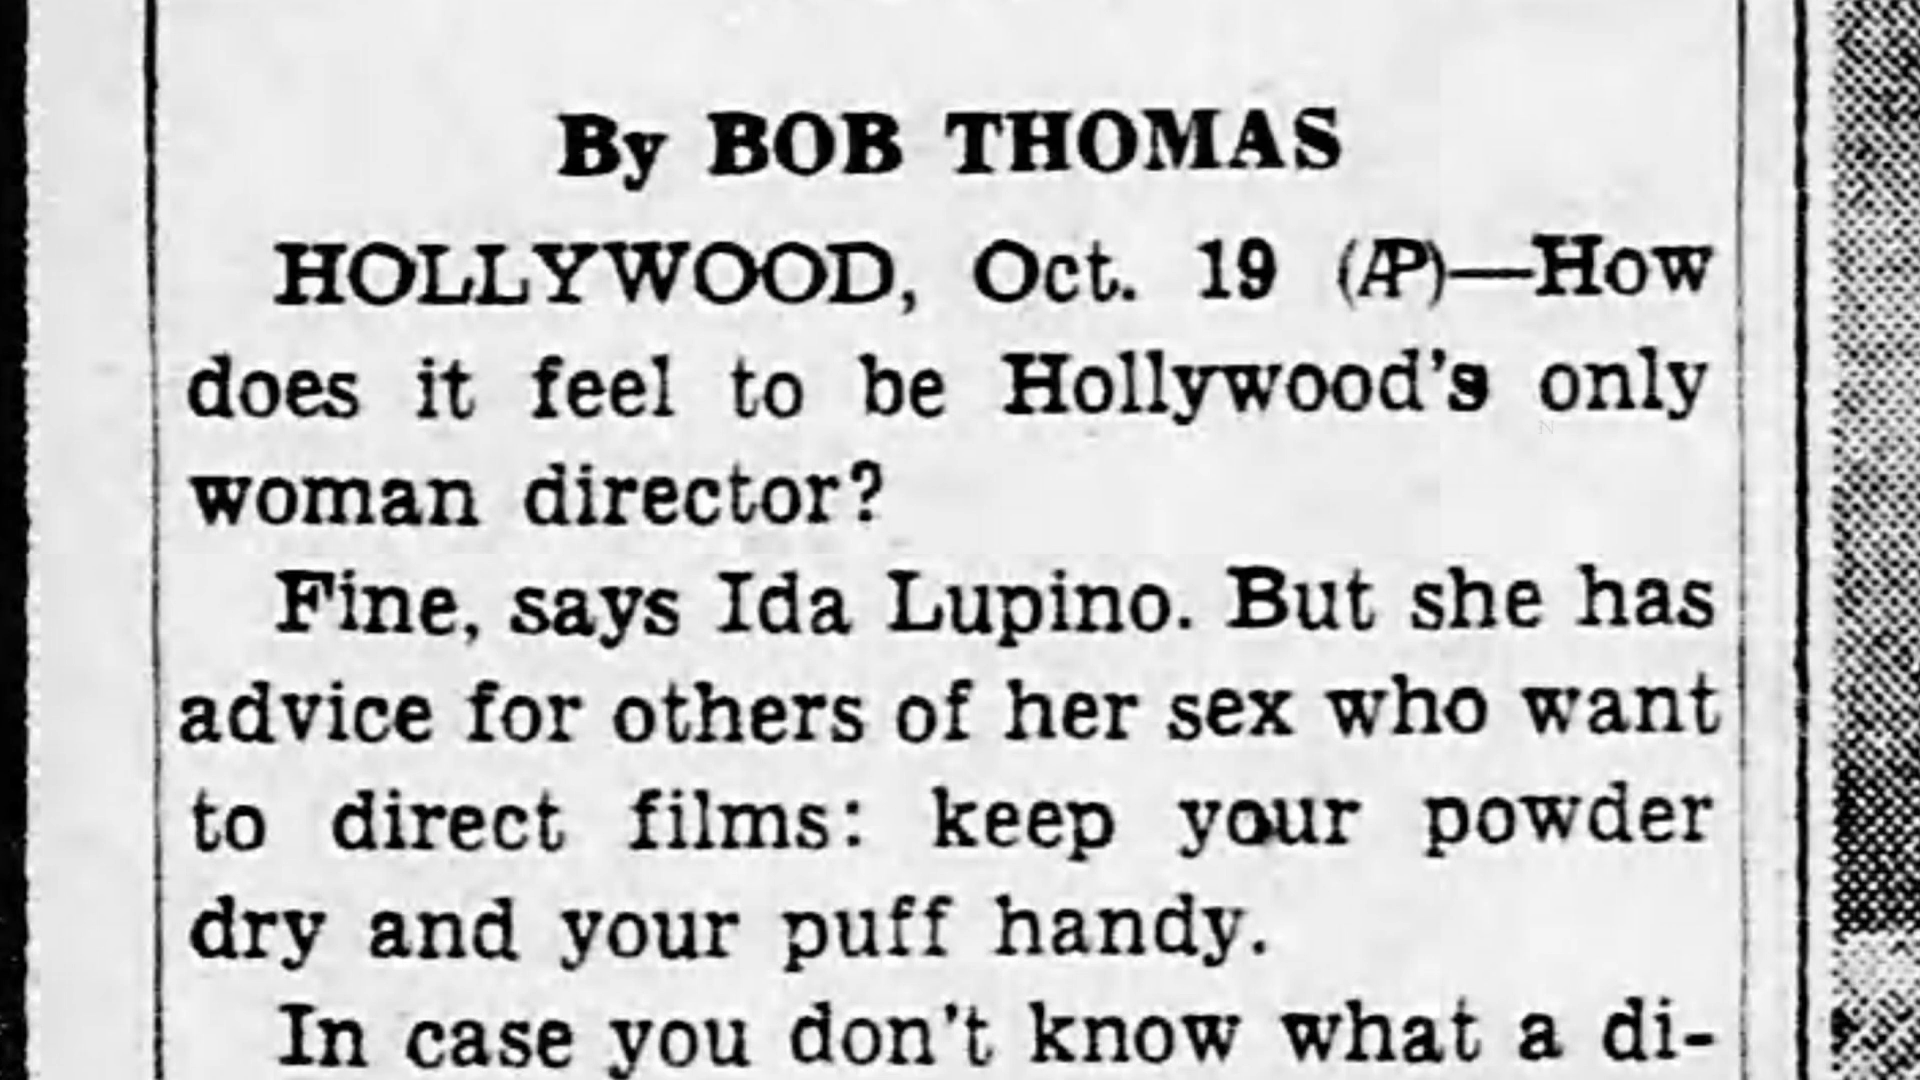 By BOB THOMAS
HOLLYWOOD, Oct. 19 (AP)—How
does it feel to be Hollywood's only
woman director?
Fine, says Ida Lupino. But she has
advice for others of her sex who want
to direct films: keep your powder
dry and your puff handy.
In case you don't know what a di-